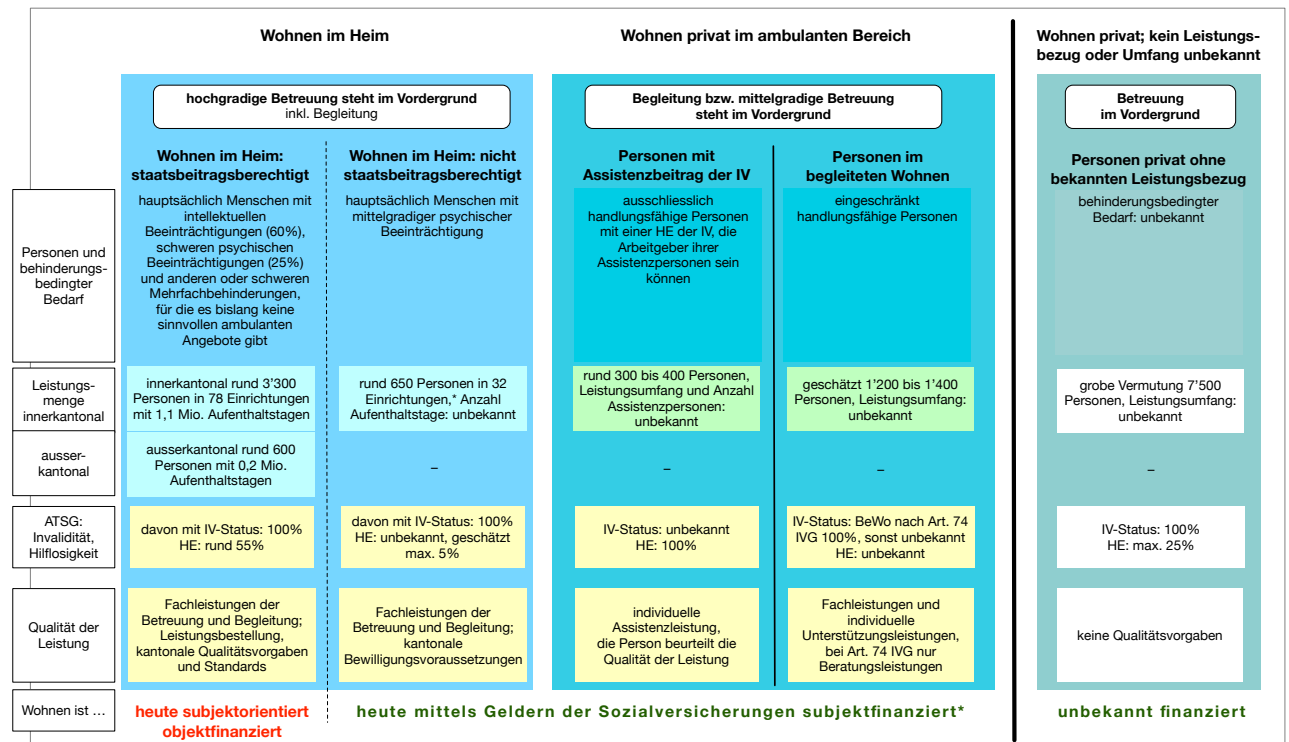 Wohnen im Heim
Wohnen privat im ambulanten Bereich
Wohnen privat; kein Leistungs-
bezug oder Umfang unbekannt
hochgradige Betreuung steht im Vordergrund
inkl. Begleitung
Begleitung bzw. mittelgradige Betreuung
steht im Vordergrund
Betreuung
im Vordergrund
Wohnen im Heim:
staatsbeitragsberechtigt
Wohnen im Heim: nicht
staatsbeitragsberechtigt
Personen mit
Assistenzbeitrag der IV
Personen im
begleiteten Wohnen
Personen privat ohne
bekannten Leistungsbezug
Personen und
behinderungs-
bedingter
Bedarf
hauptsächlich Menschen mit
intellektuellen
Beeinträchtigungen (60%),
schweren psychischen
Beeinträchtigungen (25%)
und anderen oder schweren
Mehrfachbehinderungen,
für die es bislang keine
sinnvollen ambulanten
Angebote gibt
hauptsächlich Menschen mit
mittelgradiger psychischer
Beeinträchtigung
ausschliesslich
handlungsfähige Personen
mit einer HE der IV, die
Arbeitgeber ihrer
Assistenzpersonen sein
können
eingeschränkt
handlungsfähige Personen
behinderungsbedingter
Bedarf: unbekannt
Leistungs-
menge
innerkantonal
innerkantonal rund 3'300
Personen in 78 Einrichtungen
mit 1,1 Mio. Aufenthaltstagen
rund 650 Personen in 32
Einrichtungen,* Anzahl
Aufenthaltstage: unbekannt
rund 300 bis 400 Personen,
Leistungsumfang und Anzahl
Assistenzpersonen:
unbekannt
geschätzt 1'200 bis 1'400
Personen, Leistungsumfang:
unbekannt
grobe Vermutung 7'500
Personen, Leistungsumfang:
unbekannt
ausser-
kantonal
ausserkantonal rund 600
Personen mit 0,2 Mio.
Aufenthaltstagen
–
–
–
–
ATSG:
Invalidität,
Hilflosigkeit
davon mit IV-Status: 100%
HE: rund 55%
davon mit IV-Status: 100%
HE: unbekannt, geschätzt
max. 5%
IV-Status: unbekannt
HE: 100%
IV-Status: BeWo nach Art. 74
IVG 100%, sonst unbekannt
HE: unbekannt
IV-Status: 100%
HE: max. 25%
Qualität der
Leistung
Fachleistungen der
Betreuung und Begleitung;
Leistungsbestellung,
kantonale Qualitätsvorgaben
und Standards
Fachleistungen der
Betreuung und Begleitung;
kantonale
Bewilligungsvoraussetzungen
individuelle
Assistenzleistung,
die Person beurteilt die
Qualität der Leistung
Fachleistungen und
individuelle
Unterstützungsleistungen,
bei Art. 74 IVG nur
Beratungsleistungen
keine Qualitätsvorgaben
Wohnen ist …
heute subjektorientiert
objektfinanziert
heute mittels Geldern der Sozialversicherungen subjektfinanziert*
unbekannt finanziert